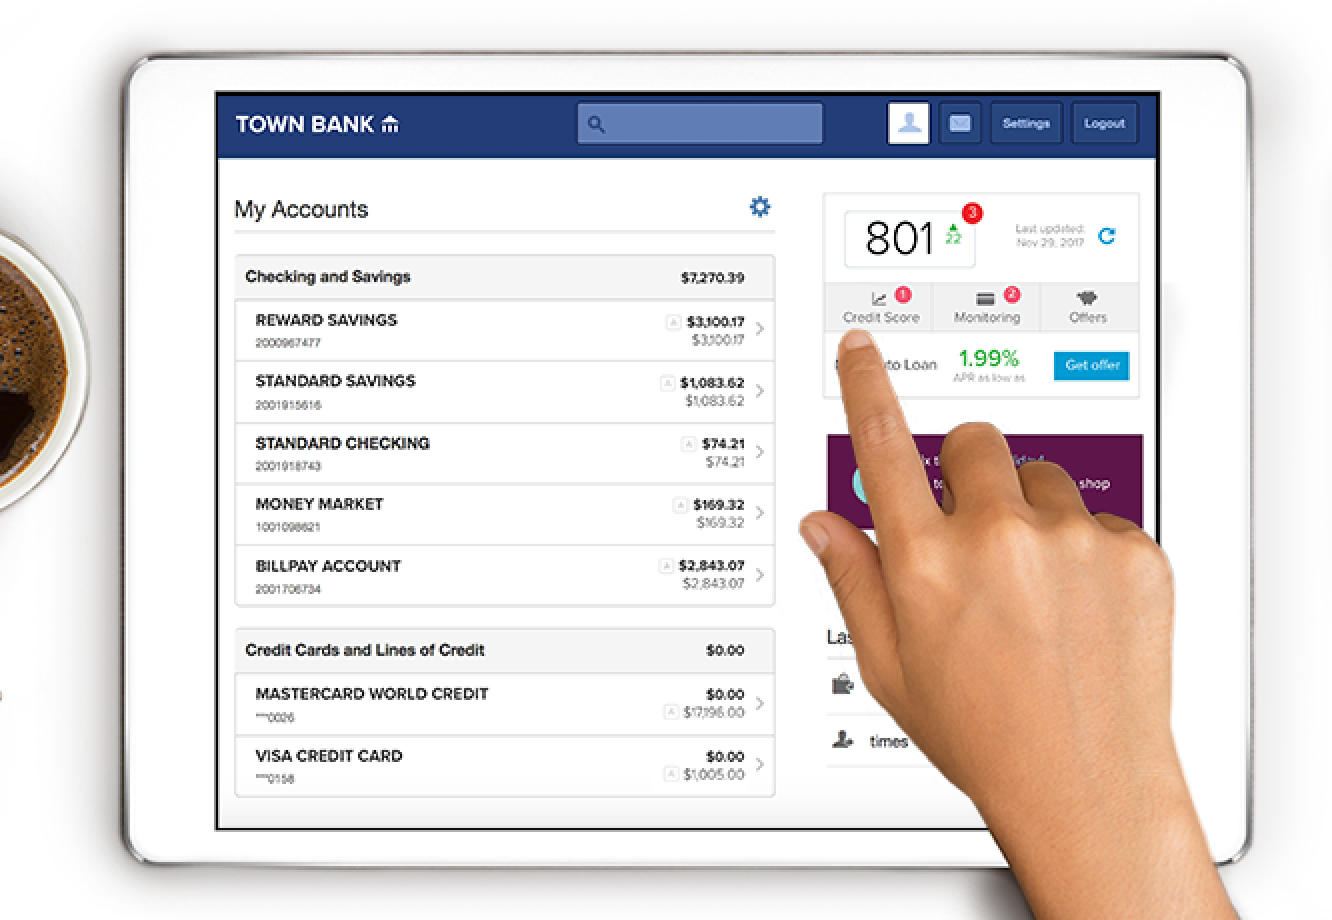 TOWN BANK
Settings
Logout
My Accounts
Checking and Savings $7,270.39
REWARD SAVINGS A $3,100.17
2000967477 $3,100.17
STANDARD SAVINGS A $1,083.62
2001915616 $1,083.62
STANDARD CHECKING A $74.21
2001918743 $74.21
MONEY MARKET A $169.32
1001098621 $169.32
BILLPAY ACCOUNT A $2,843.07
2001706734 $2,843.07
Credit Cards and Lines of Credit $0.00
MASTERCARD WORLD CREDIT $0.00
***0026 A $17,196.00
VISA CREDIT CARD $0.00
***0158 A $1,005.00
801 22 3
Last updated:
Nov 29, 2017
1 2
Credit Score Monitoring Offers
to Loan 1.99% Get offer
APR as low as
shop
Las
times